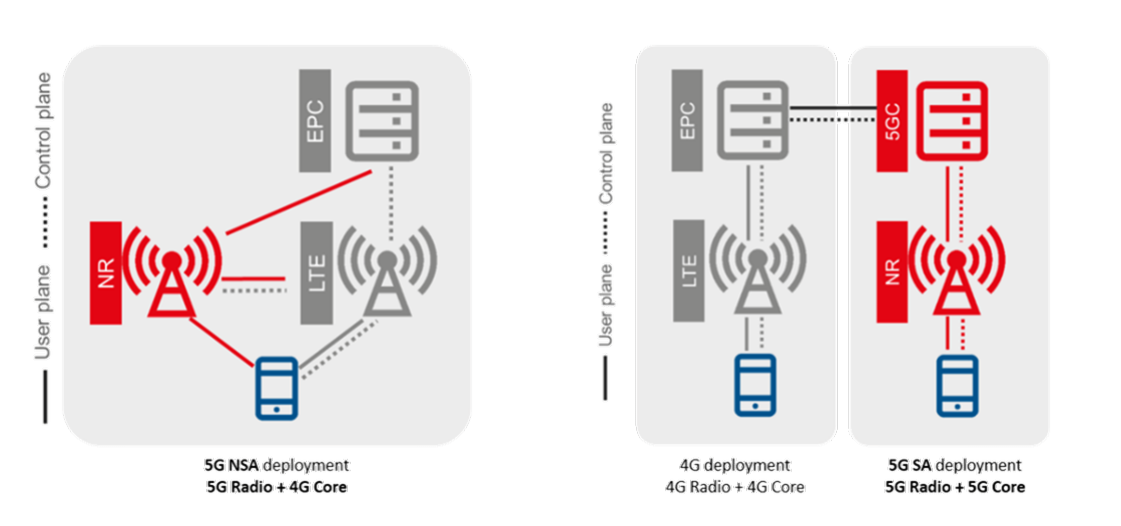 Control plane
User plane
EPC
NR
LTE
5G NSA deployment
5G Radio + 4G Core
Control plane
User plane
EPC
LTE
4G deployment
4G Radio + 4G Core
5GC
NR
5G SA deployment
5G Radio + 5G Core